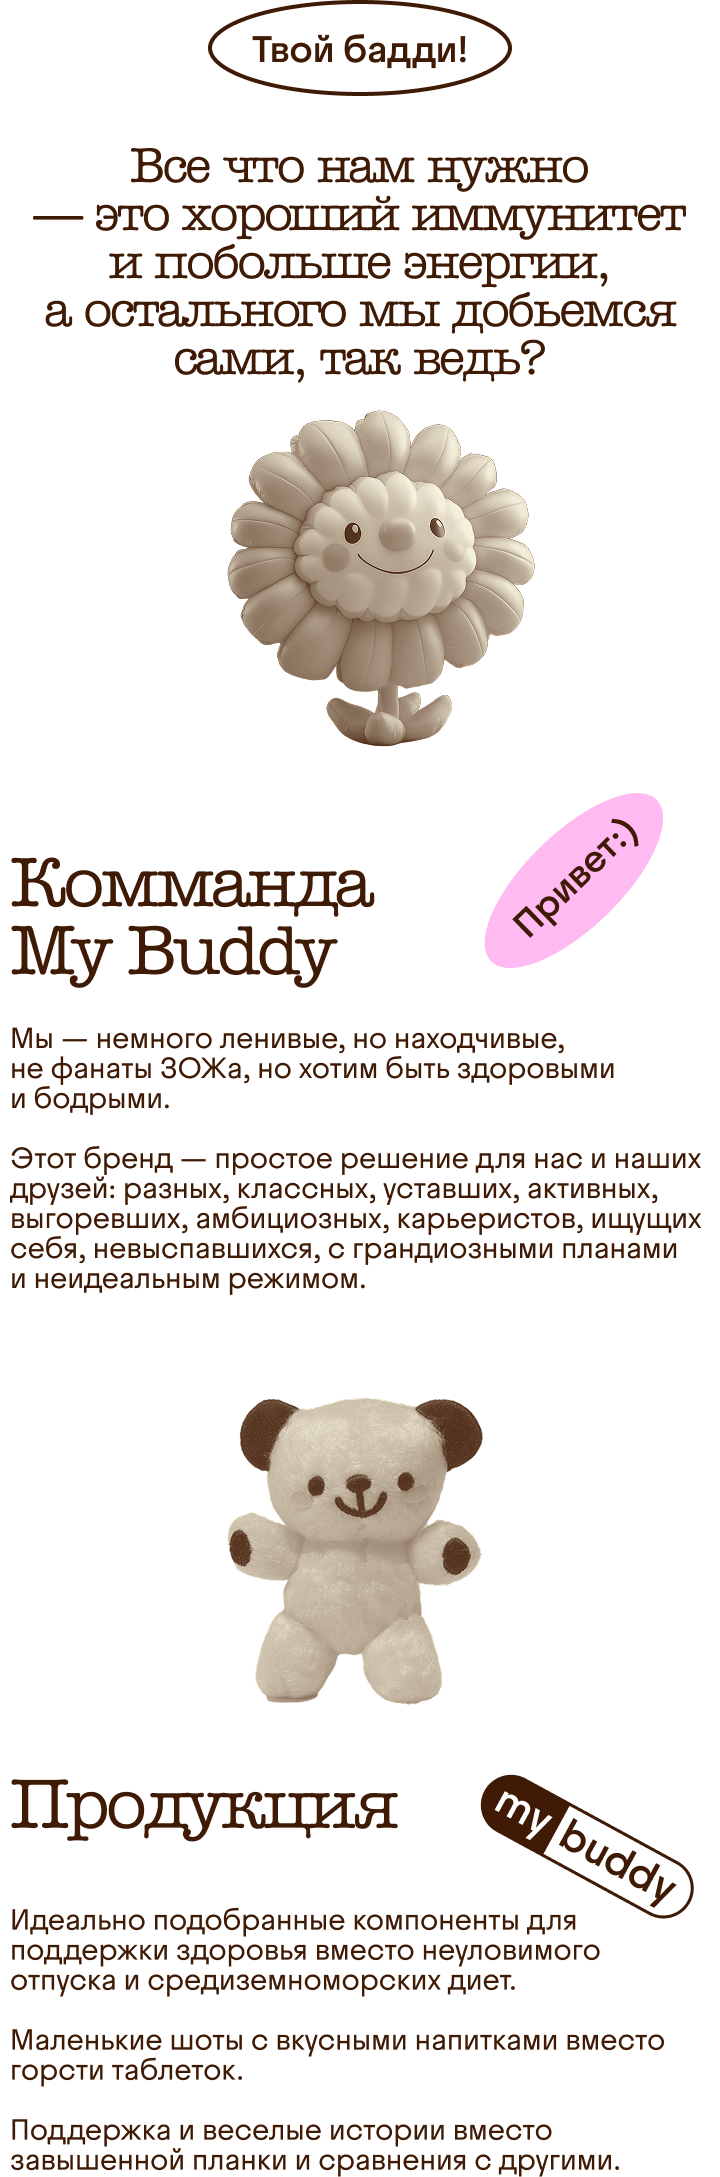 Твой бадди!
Все что нам нужно
— это хороший иммунитет
и побольше энергии,
а остального мы добьемся
сами, так ведь?
Привет:)
Комманда
My Buddy
Мы — немного ленивые, но находчивые,
не фанаты ЗОЖа, но хотим быть здоровыми
и бодрыми.
Этот бренд — простое решение для нас и наших
друзей: разных, классных, уставших, активных,
выгоревших, амбициозных, карьеристов, ищущих
себя, невыспавшихся, с грандиозными планами
и неидеальным режимом.
Продукция
my buddy
Идеально подобранные компоненты для
поддержки здоровья вместо неуловимого
отпуска и средиземноморских диет.
Маленькие шоты с вкусными напитками вместо
горсти таблеток.
Поддержка и веселые истории вместо
завышенной планки и сравнения с другими.